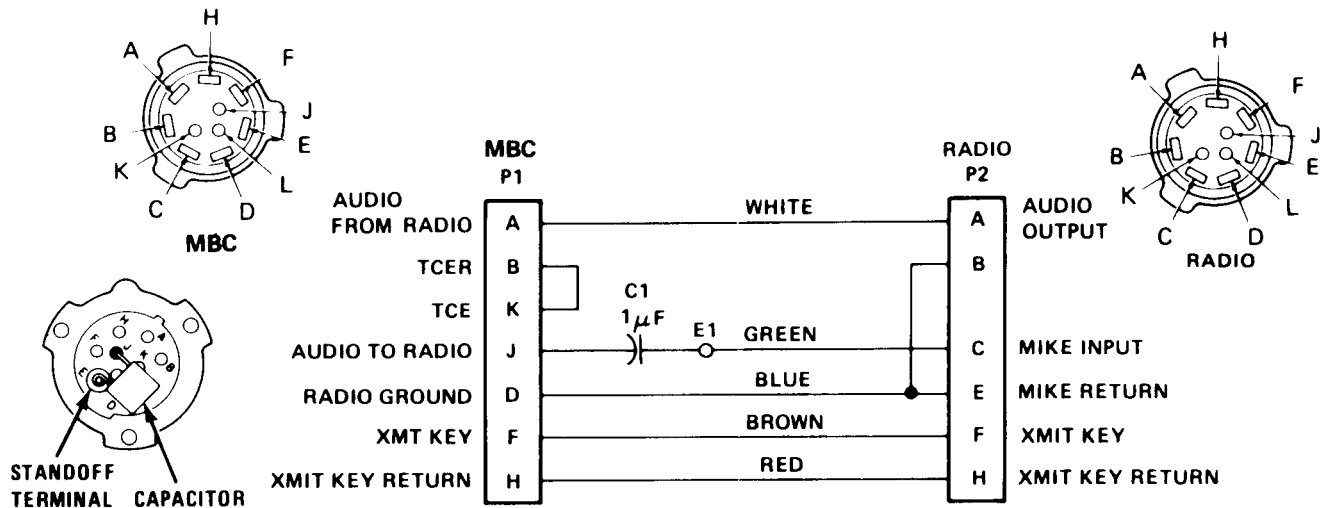 H
A
F
J
B
E
K
L
C
D
MBC
H
A
F
J
B
E
K
L
C
D
RADIO
MBC
P1
RADIO
P2
AUDIO
FROM RADIO
A
WHITE
A
AUDIO
OUTPUT
TCER
B
B
TCE
K
C1
1 μF
E1
AUDIO TO RADIO
J
GREEN
C
MIKE INPUT
RADIO GROUND
D
BLUE
E
MIKE RETURN
XMT KEY
F
BROWN
F
XMIT KEY
XMIT KEY RETURN
H
RED
H
XMIT KEY RETURN
H
A
F
J
K
B
E
D
STANDOFF
TERMINAL
CAPACITOR